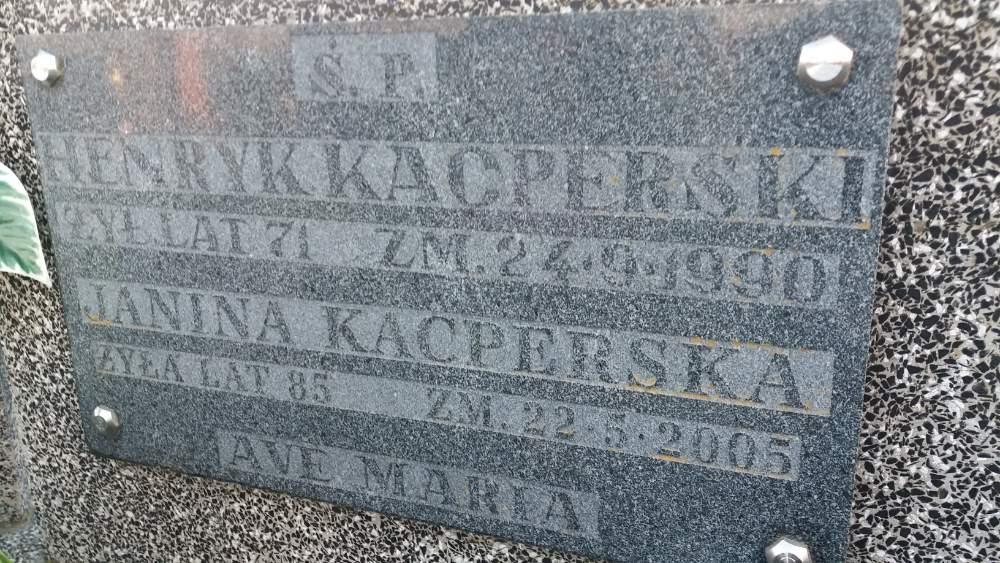 Ś. P.
HENRYK KACPERSKI
ŻYŁ LAT 71 ZM. 24.9.1990
JANINA KACPERSKA
ŻYŁA LAT 85 ZM. 22.5.2005
AVE MARIA